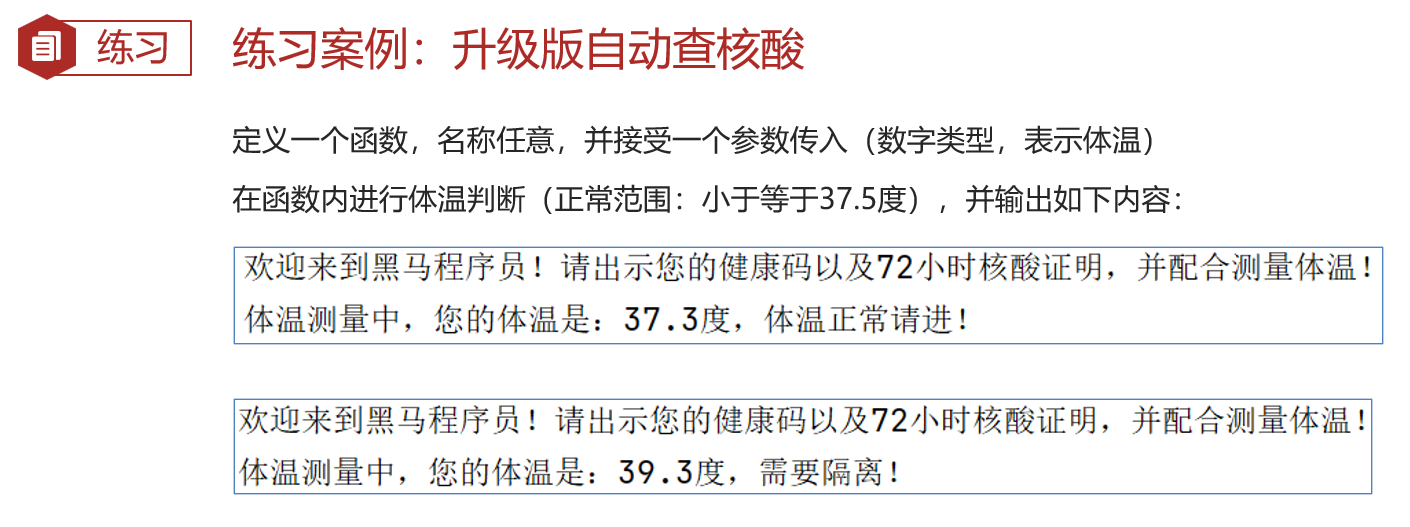 练习
练习案例：升级版自动查核酸
定义一个函数，名称任意，并接受一个参数传入（数字类型，表示体温）
在函数内进行体温判断（正常范围：小于等于37.5度），并输出如下内容：
欢迎来到黑马程序员！请出示您的健康码以及72小时核酸证明，并配合测量体温！
体温测量中，您的体温是：37.3度，体温正常请进！
欢迎来到黑马程序员！请出示您的健康码以及72小时核酸证明，并配合测量体温！
体温测量中，您的体温是：39.3度，需要隔离！